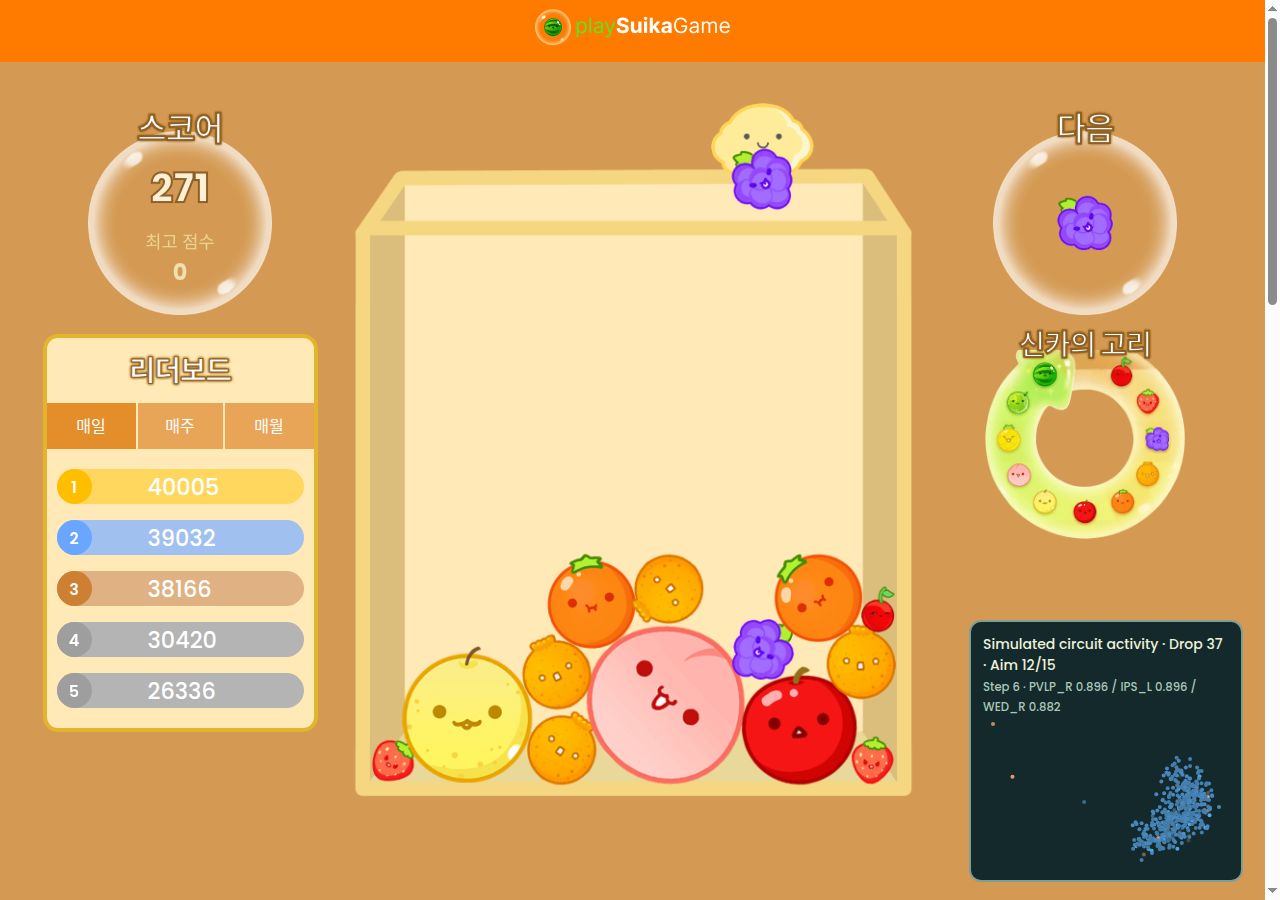 playSuikaGame
스코어
271
최고 점수
0
다음
신카의 고리
리더보드
매일 매주 매월
1 40005
2 39032
3 38166
4 30420
5 26336
Simulated circuit activity · Drop 37
· Aim 12/15
Step 6 · PVLP_R 0.896 / IPS_L 0.896 /
WED_R 0.882